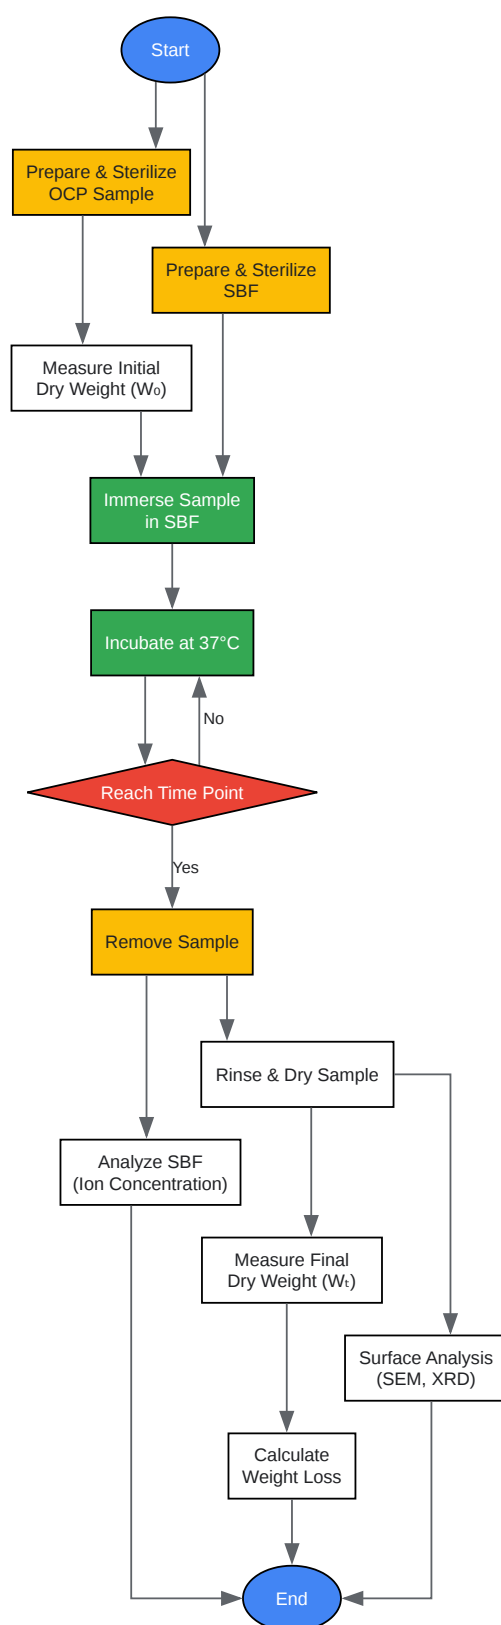 Start
Prepare & Sterilize
OCP Sample
Prepare & Sterilize
SBF
Measure Initial
Dry Weight (W₀)
Immerse Sample
in SBF
Incubate at 37°C
No
Reach Time Point
Yes
Remove Sample
Rinse & Dry Sample
Analyze SBF
(Ion Concentration)
Measure Final
Dry Weight (Wₜ)
Surface Analysis
(SEM, XRD)
Calculate
Weight Loss
End